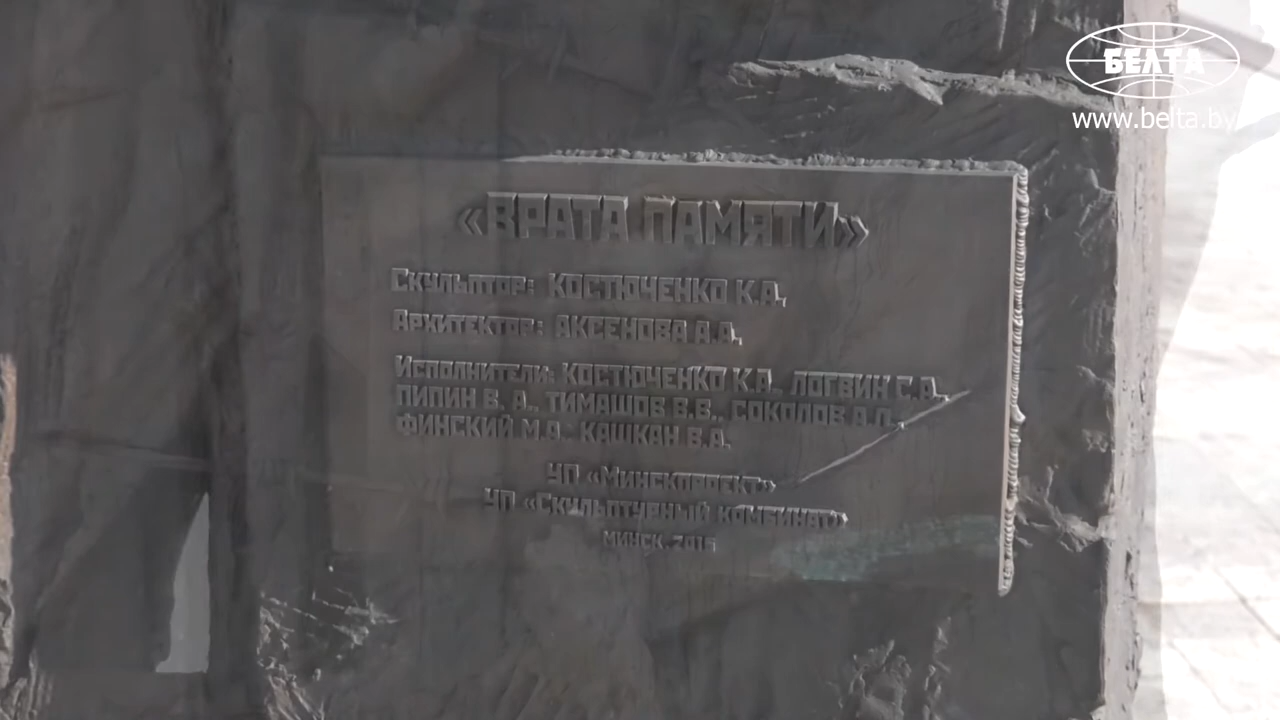 БЕЛТА
www.belta.by
«ВРАТА ПАМЯТИ»
Скульптор: КОСТЮЧЕНКО К.А.,
Архитектор: АКСЕНОВА А.А.,
Исполнители: КОСТЮЧЕНКО К.А., ЛОГВИН С.А.,
ПИПИН В. А., ТИМАШОВ В.В., СОКОЛОВ А.Л.,
ФИНСКИЙ М.А., КАШКАН В.А.
УП «Минскпроект»
УП «Скульптурный комбинат»
МИНСК. 2015